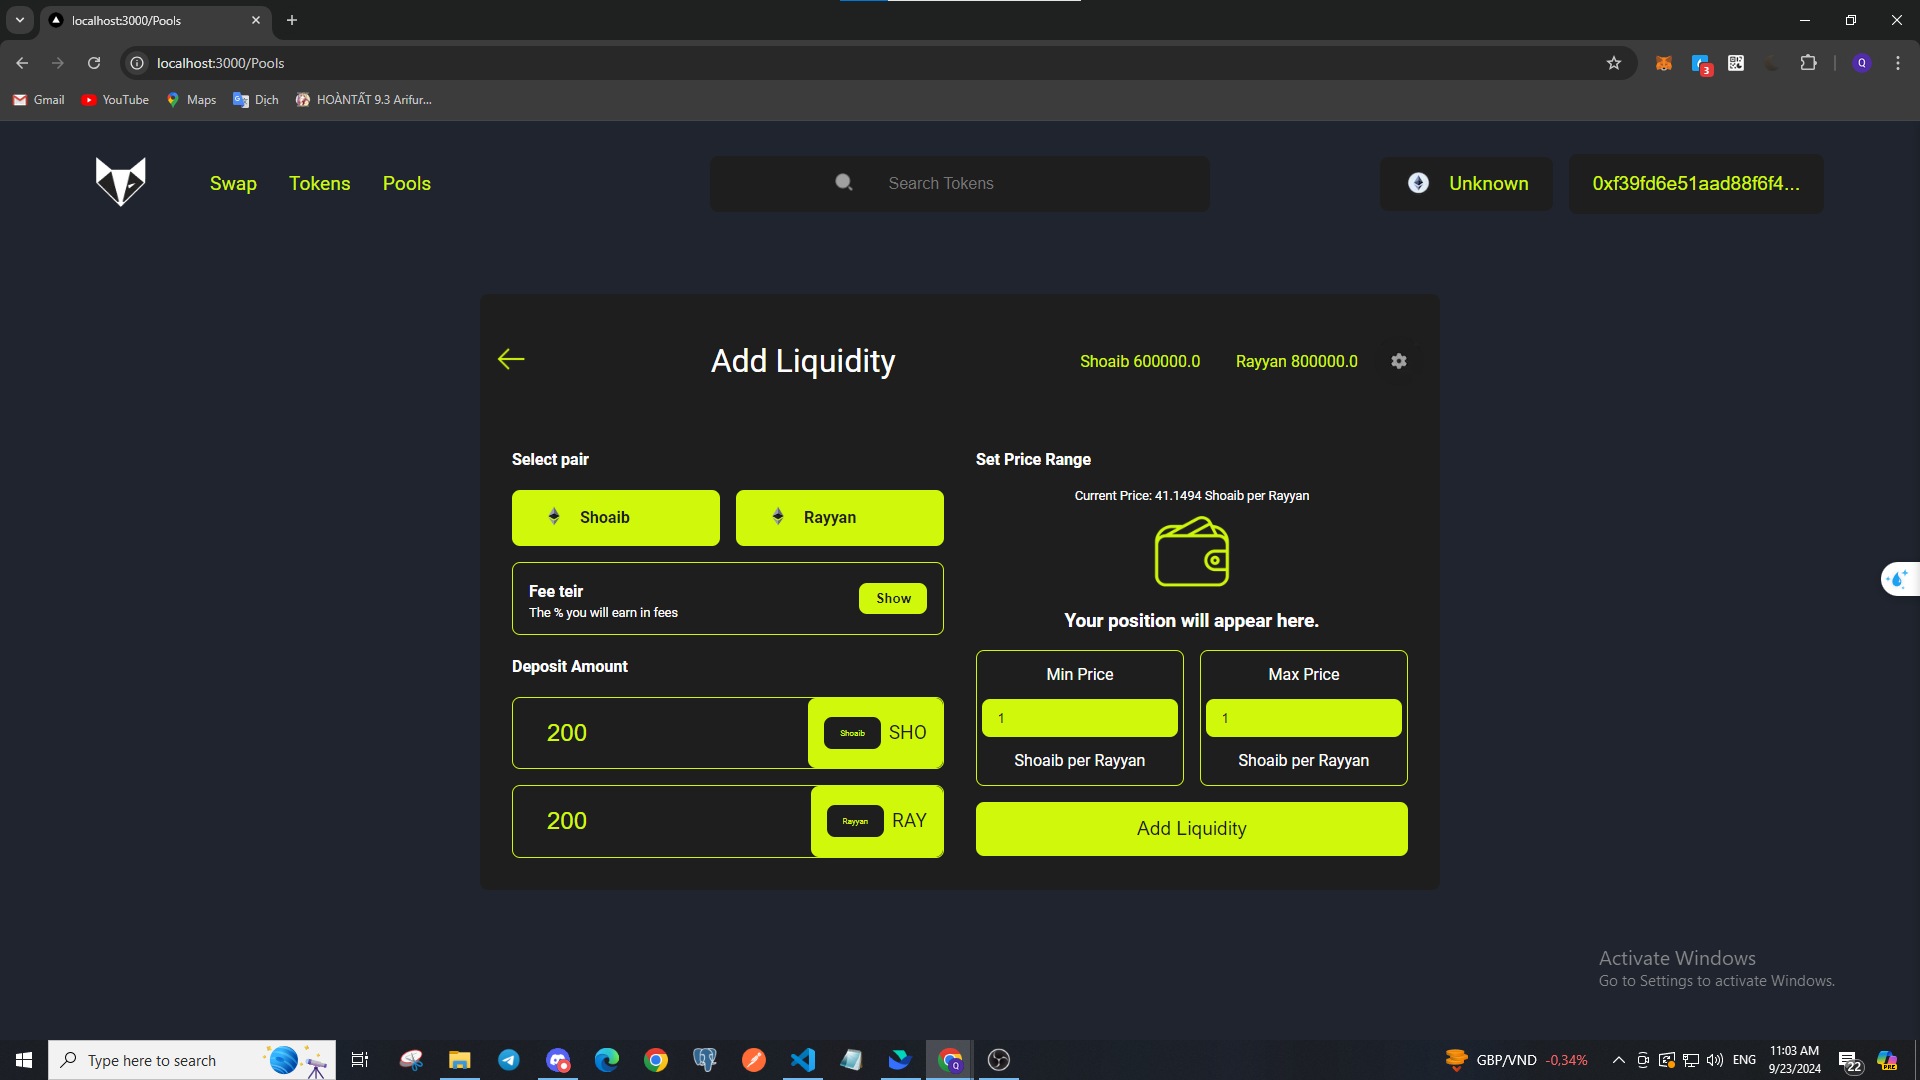 localhost:3000/Pools
localhost:3000/Pools
3
Q
Gmail
YouTube
Maps
Dịch
HOÀNTẤT 9.3 Arifur...
Swap
Tokens
Pools
Search Tokens
Unknown
0xf39fd6e51aad88f6f4...
Add Liquidity
Shoaib 600000.0
Rayyan 800000.0
Select pair
Shoaib
Rayyan
Fee teir
The % you will earn in fees
Show
Deposit Amount
200
Shoaib
SHO
200
Rayyan
RAY
Set Price Range
Current Price: 41.1494 Shoaib per Rayyan
Your position will appear here.
Min Price
1
Shoaib per Rayyan
Max Price
1
Shoaib per Rayyan
Add Liquidity
Activate Windows
Go to Settings to activate Windows.
Type here to search
Q
GBP/VND
-0,34%
ENG
11:03 AM
9/23/2024
22
PRE